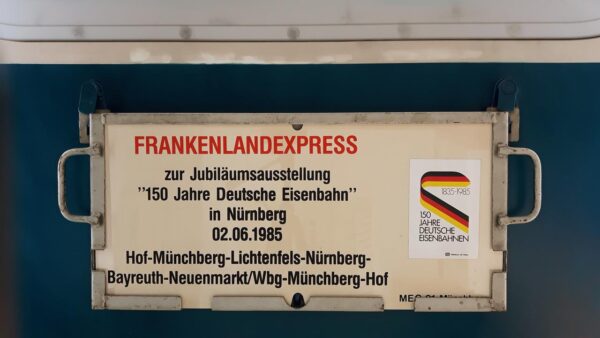 FRANKENLANDEXPRESS
zur Jubiläumsausstellung
"150 Jahre Deutsche Eisenbahn"
in Nürnberg
02.06.1985
Hof-Münchberg-Lichtenfels-Nürnberg-
Bayreuth-Neuenmarkt/Wbg-Münchberg-Hof
1835-1985
150
JAHRE
DEUTSCHE
EISENBAHNEN